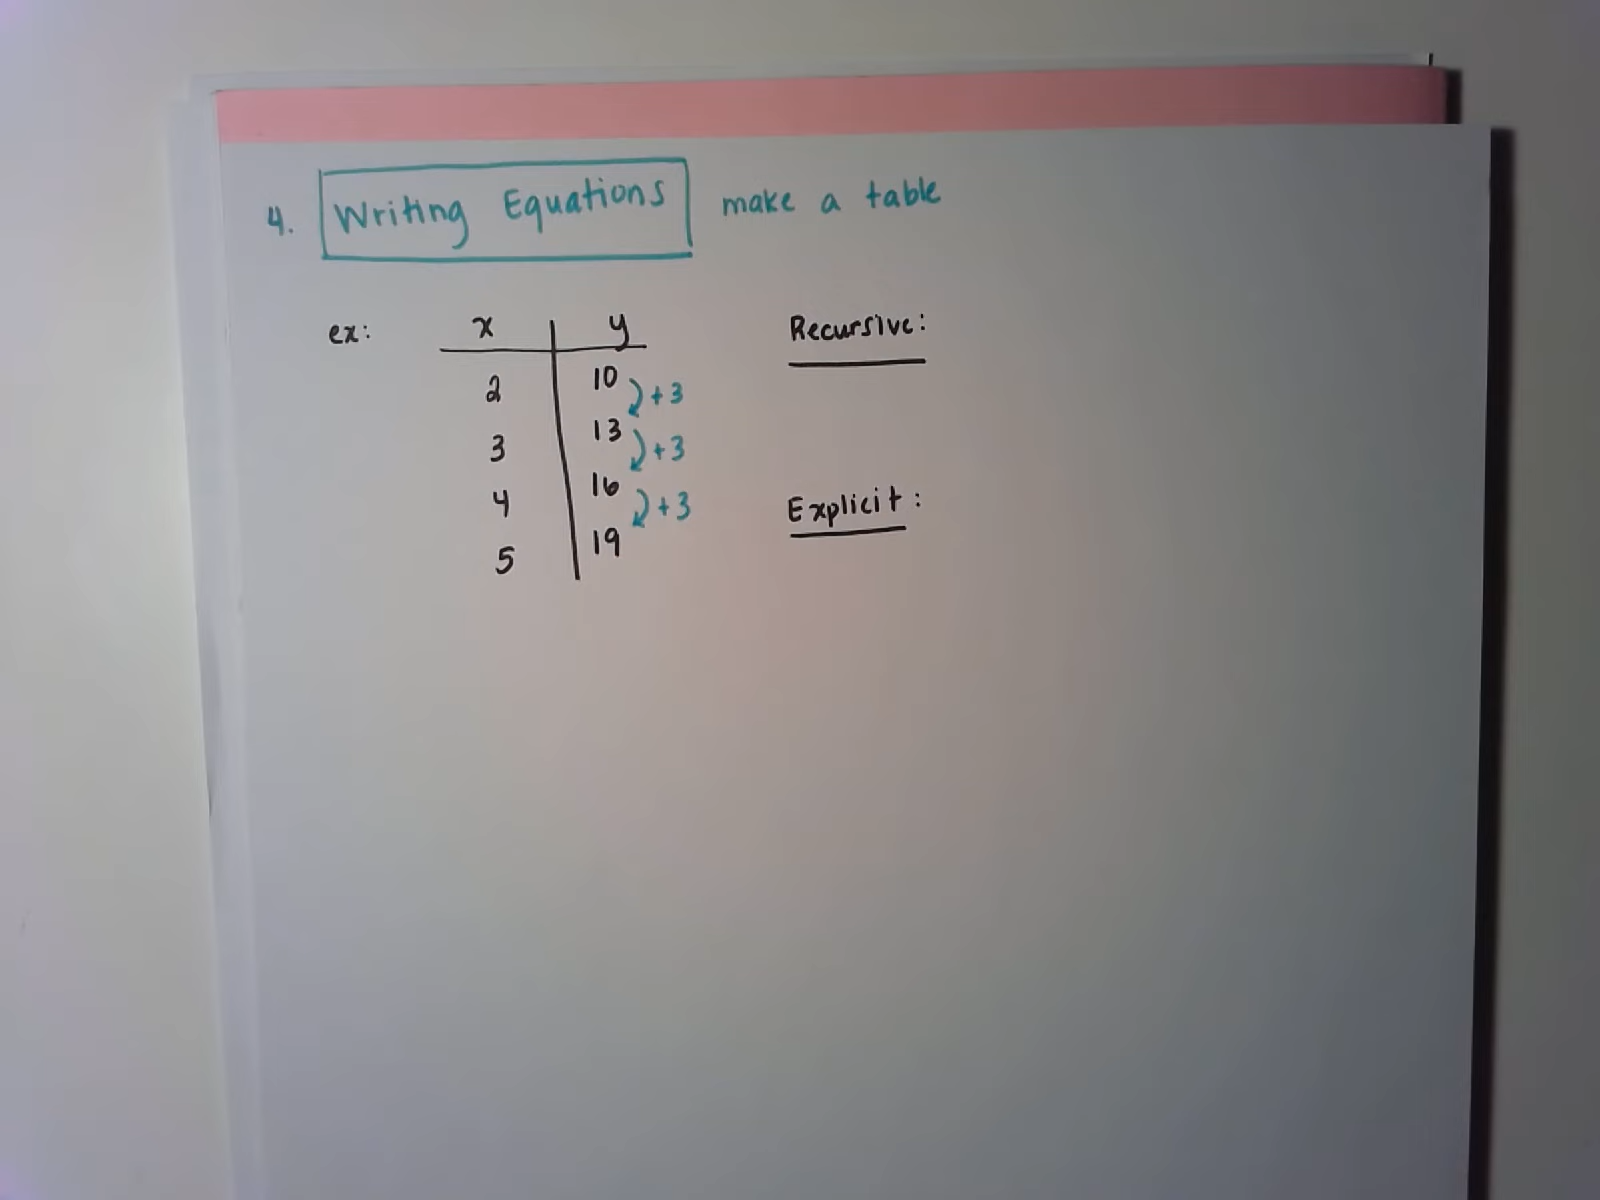 4. Writing Equations make a table
ex: x y
2 10 +3
3 13 +3
4 16 +3
5 19
Recursive:
Explicit: